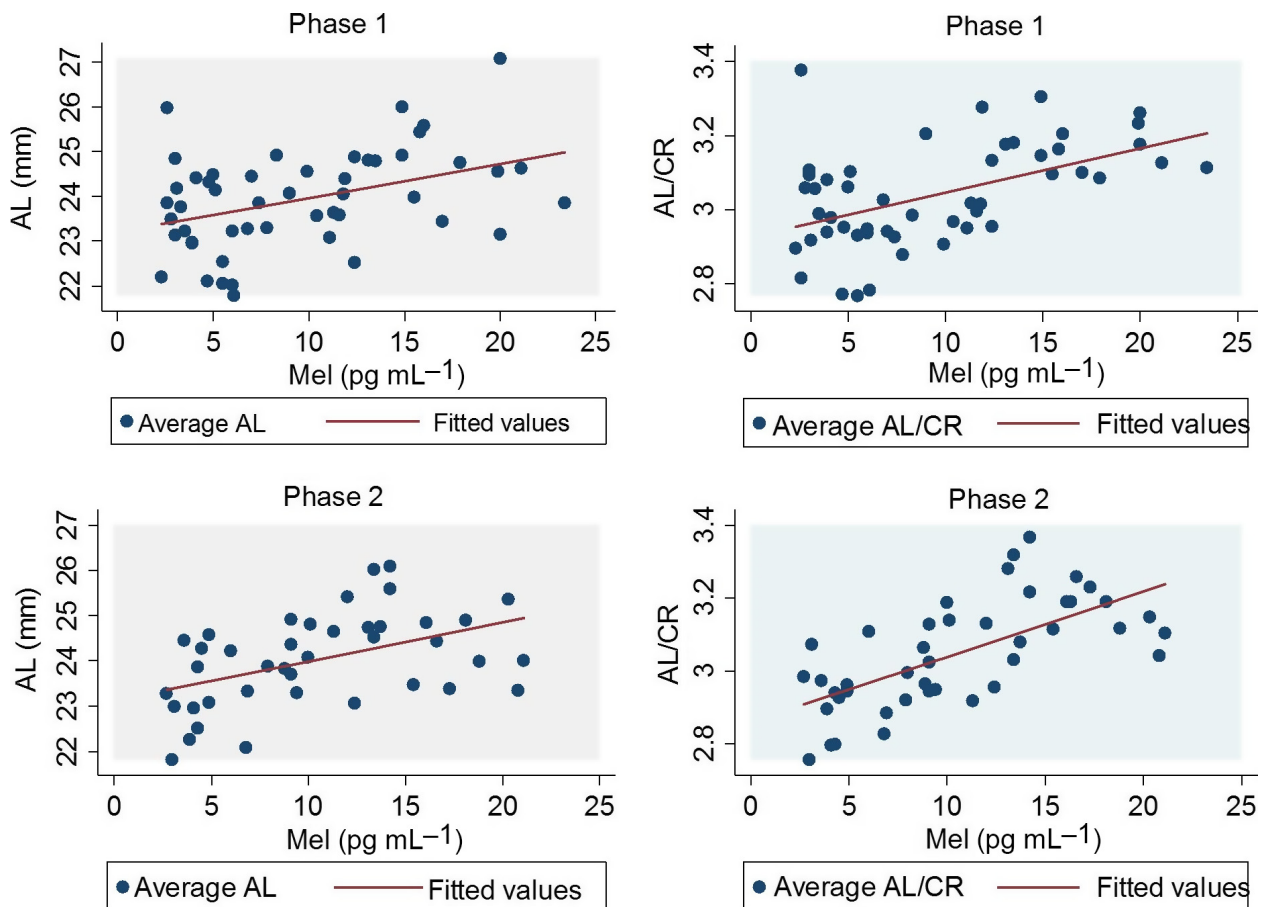 Phase 1
AL (mm)
27
26
25
24
23
22
0 5 10 15 20 25
Mel (pg mL–1)
Average AL Fitted values
Phase 1
AL/CR
3.4
3.2
3
2.8
0 5 10 15 20 25
Mel (pg mL–1)
Average AL/CR Fitted values
Phase 2
AL (mm)
27
26
25
24
23
22
0 5 10 15 20 25
Mel (pg mL–1)
Average AL Fitted values
Phase 2
AL/CR
3.4
3.2
3
2.8
0 5 10 15 20 25
Mel (pg mL–1)
Average AL/CR Fitted values